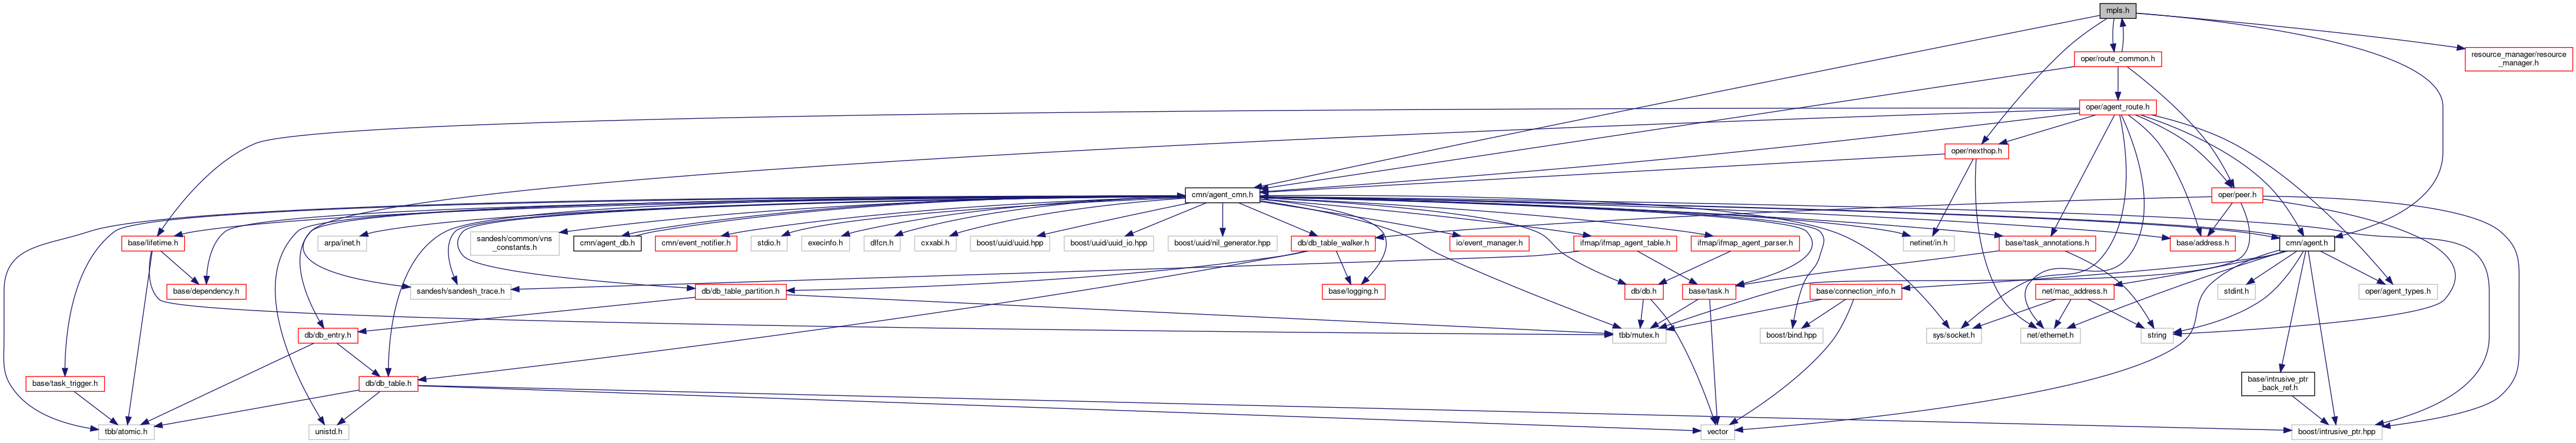 mpls.h
oper/route_common.h
resource_manager/resource
_manager.h
oper/agent_route.h
oper/nexthop.h
cmn/agent_cmn.h
oper/peer.h
base/lifetime.h
arpa/inet.h
sandesh/common/vns
_constants.h
cmn/agent_db.h
cmn/event_notifier.h
stdio.h
execinfo.h
dlfcn.h
cxxabi.h
boost/uuid/uuid.hpp
boost/uuid/uuid_io.hpp
boost/uuid/nil_generator.hpp
db/db_table_walker.h
io/event_manager.h
ifmap/ifmap_agent_table.h
ifmap/ifmap_agent_parser.h
netinet/in.h
base/task_annotations.h
base/address.h
cmn/agent.h
base/dependency.h
sandesh/sandesh_trace.h
db/db_table_partition.h
base/logging.h
db/db.h
base/task.h
base/connection_info.h
net/mac_address.h
stdint.h
oper/agent_types.h
db/db_entry.h
tbb/mutex.h
boost/bind.hpp
sys/socket.h
net/ethernet.h
string
base/task_trigger.h
db/db_table.h
base/intrusive_ptr
_back_ref.h
tbb/atomic.h
unistd.h
vector
boost/intrusive_ptr.hpp